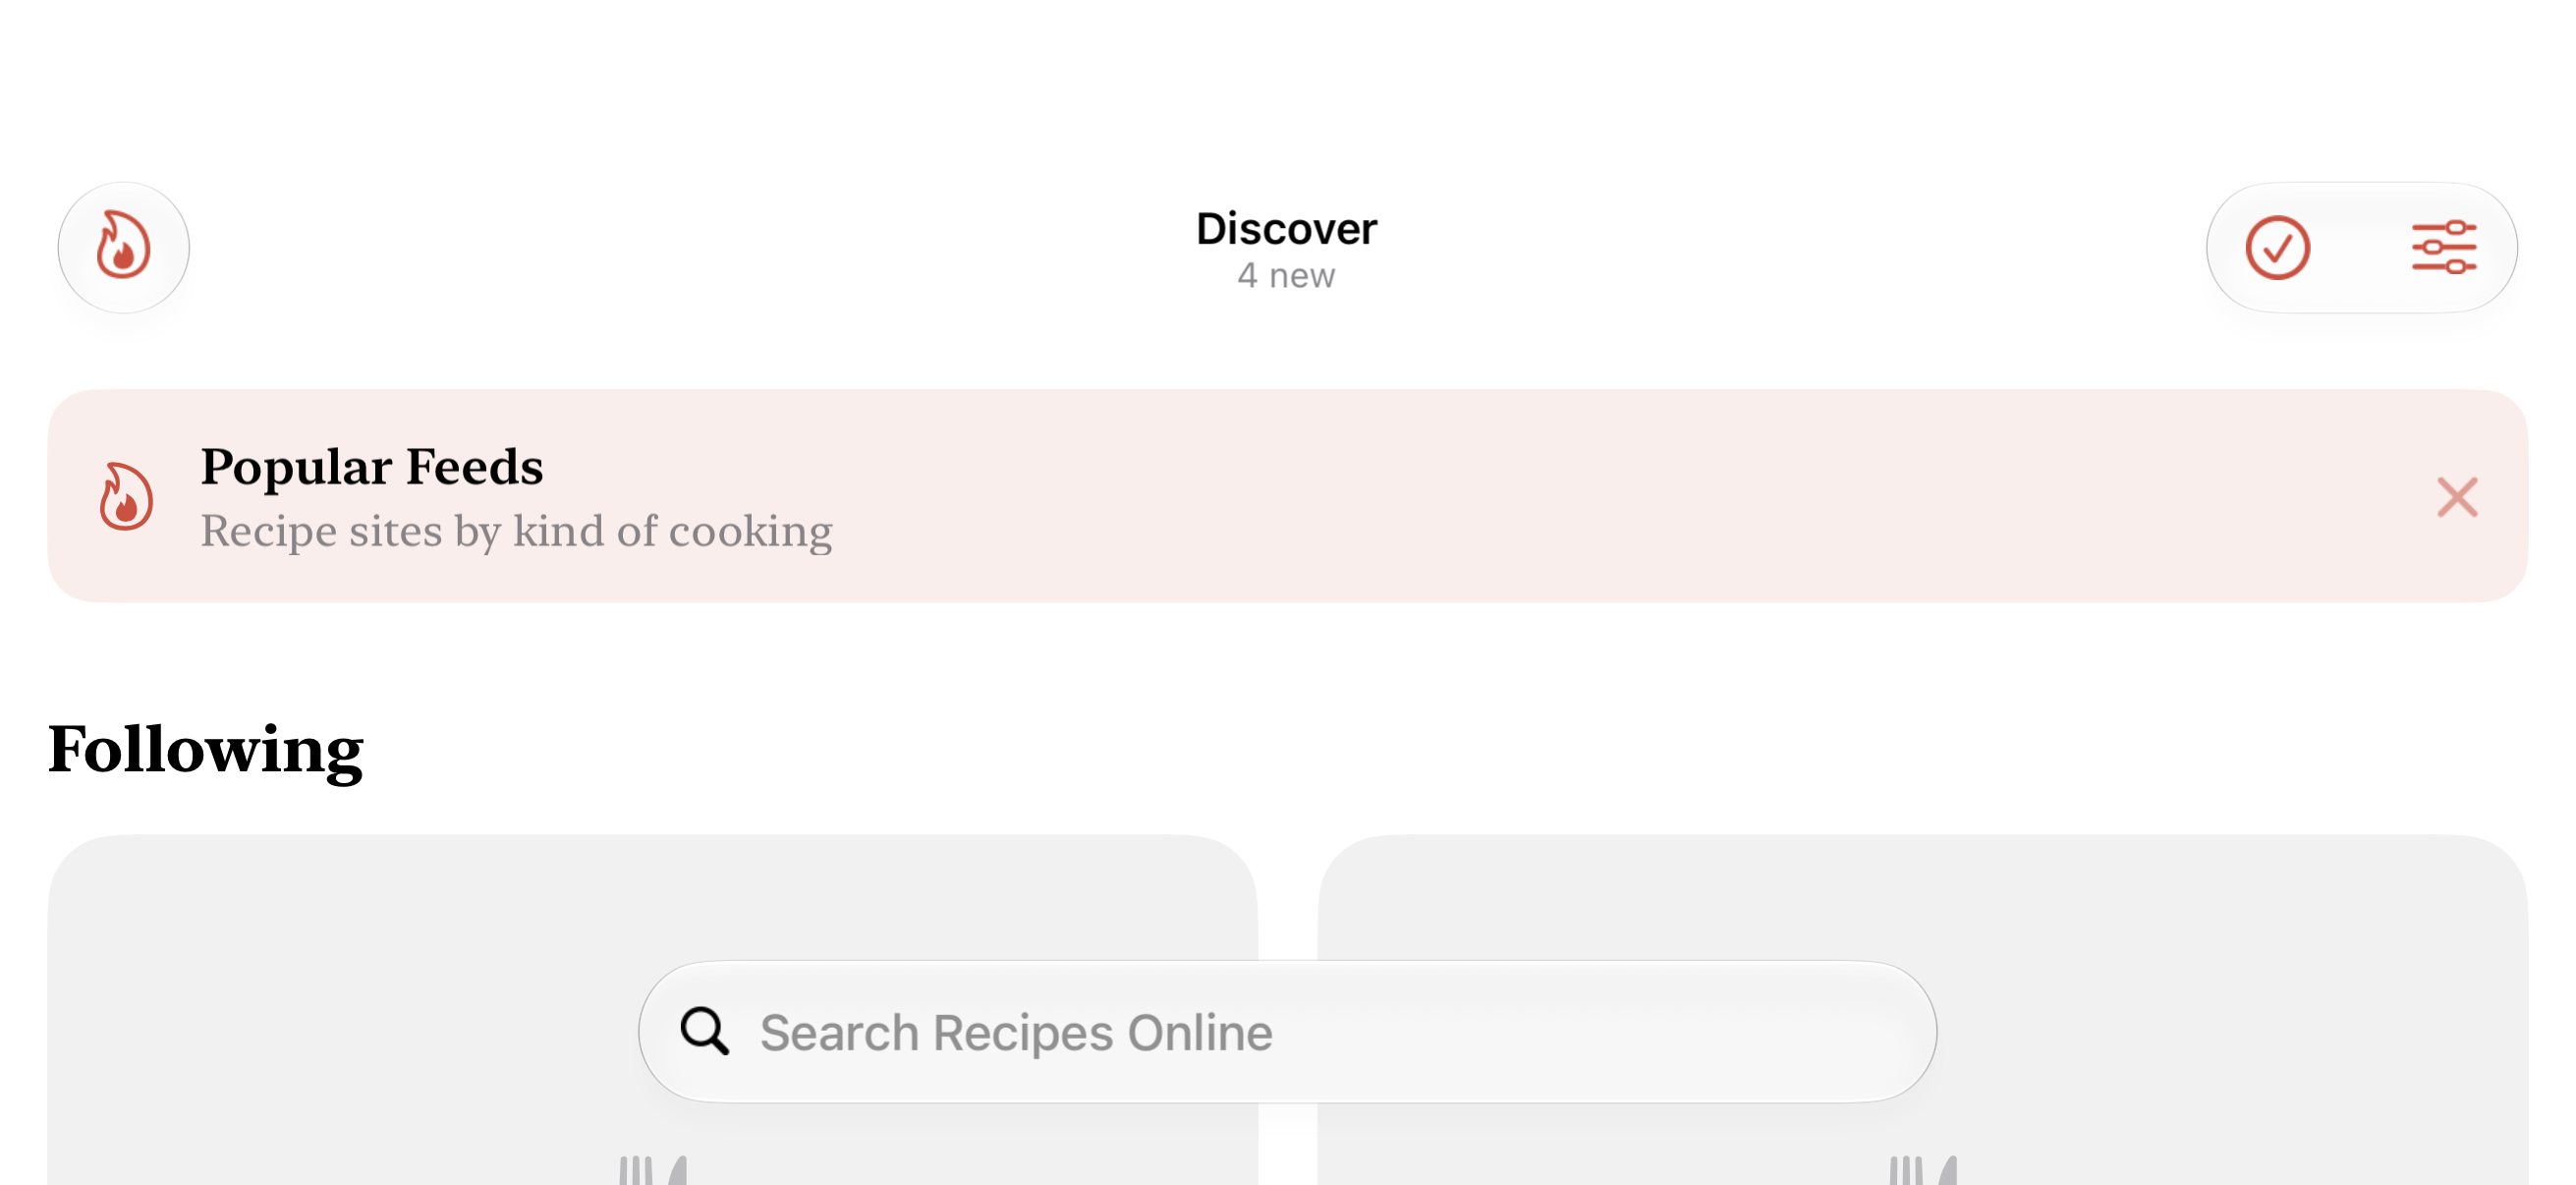 Discover
4 new
Popular Feeds
Recipe sites by kind of cooking
Following
Search Recipes Online